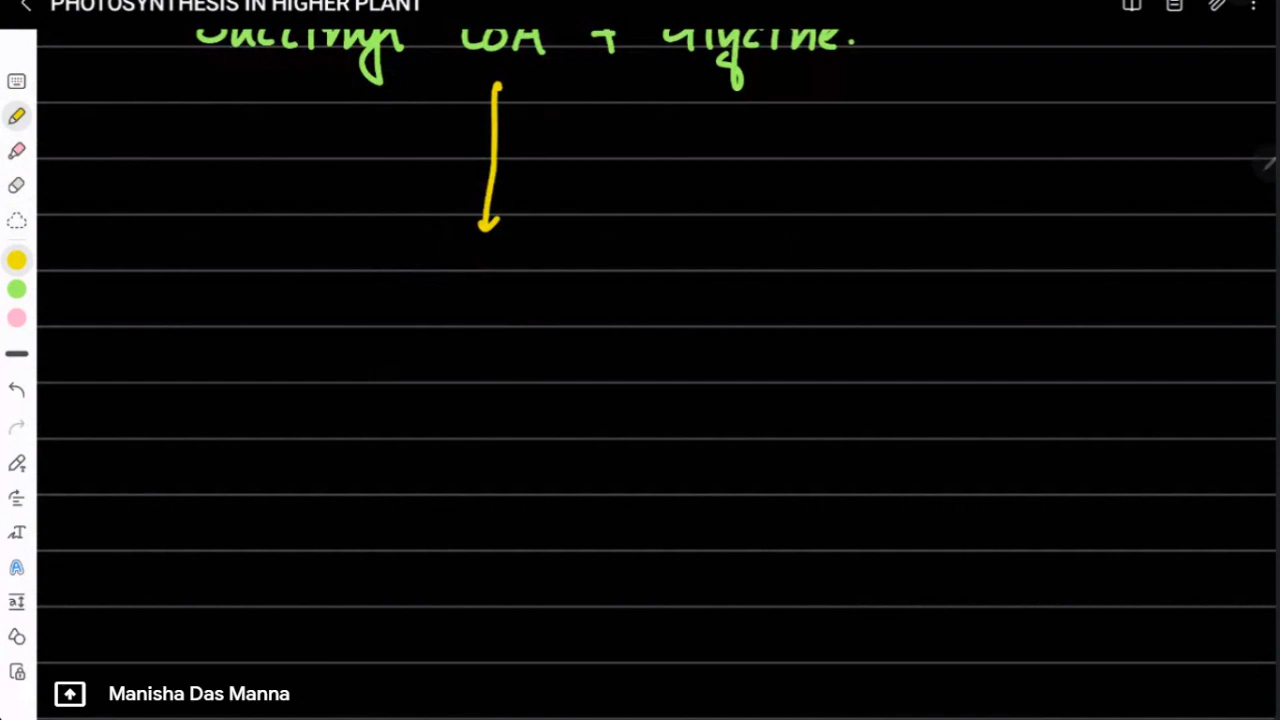 PHOTOSYNTHESIS IN HIGHER PLANT
Succinyl CoA + Glycine.
Manisha Das Manna